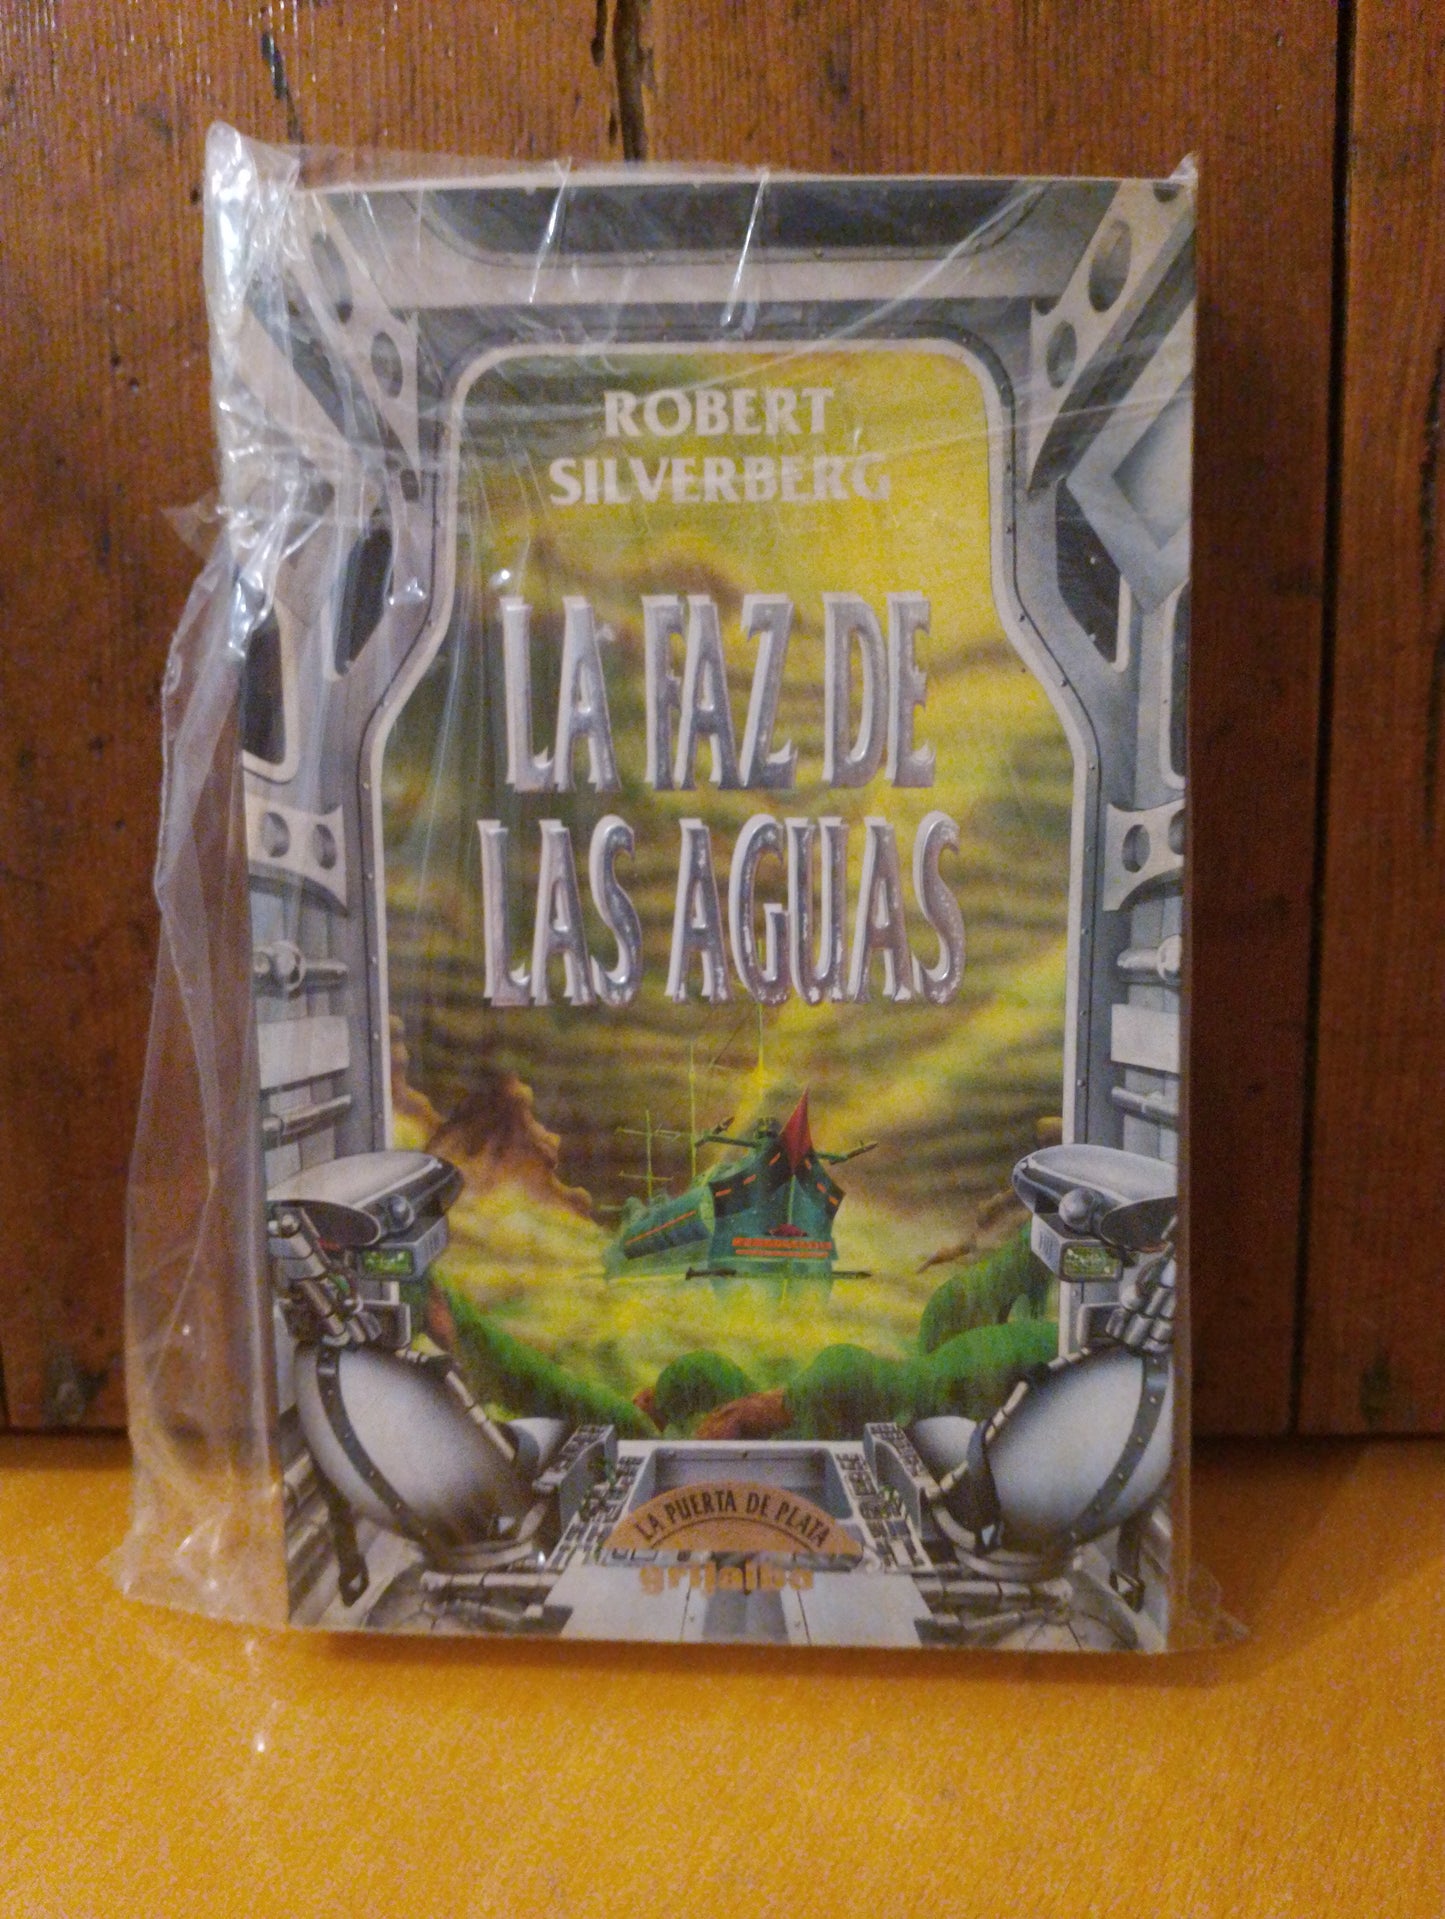 ROBERT
SILVERBERG
LA FAZ DE
LAS AGUAS
LA PUERTA DE PLATA
grijalbo